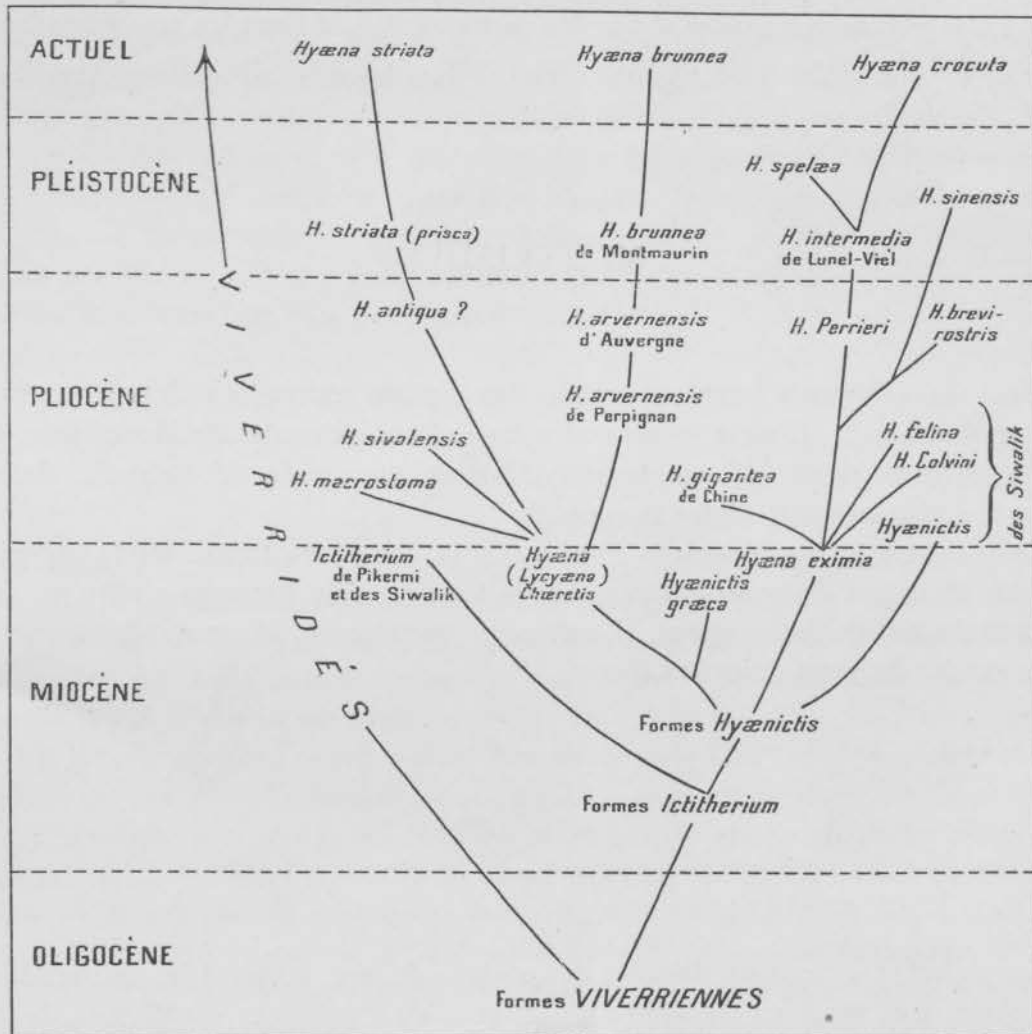 ACTUEL
Hyæna striata
Hyæna brunnea
Hyæna crocuta
PLÉISTOCÈNE
H. spelæa
H. sinensis
H. striata (prisca)
H. brunnea
de Montmaurin
H. intermedia
de Lunel-Viel
PLIOCÈNE
H. antiqua ?
H. arvernensis
d'Auvergne
H. Perrieri
H. brevi-
rostris
H. arvernensis
de Perpignan
H. sivalensis
H. macrostoma
H. gigantea
de Chine
H. felina
H. Colvini
Hyænictis
des Siwalik
VIVERRIDÉS
MIOCÈNE
Ictitherium
de Pikermi
et des Siwalik
Hyæna
(Lycyæna)
Chæretis
Hyænictis
græca
Hyæna eximia
Formes Hyænictis
Formes Ictitherium
OLIGOCÈNE
Formes VIVERRIENNES